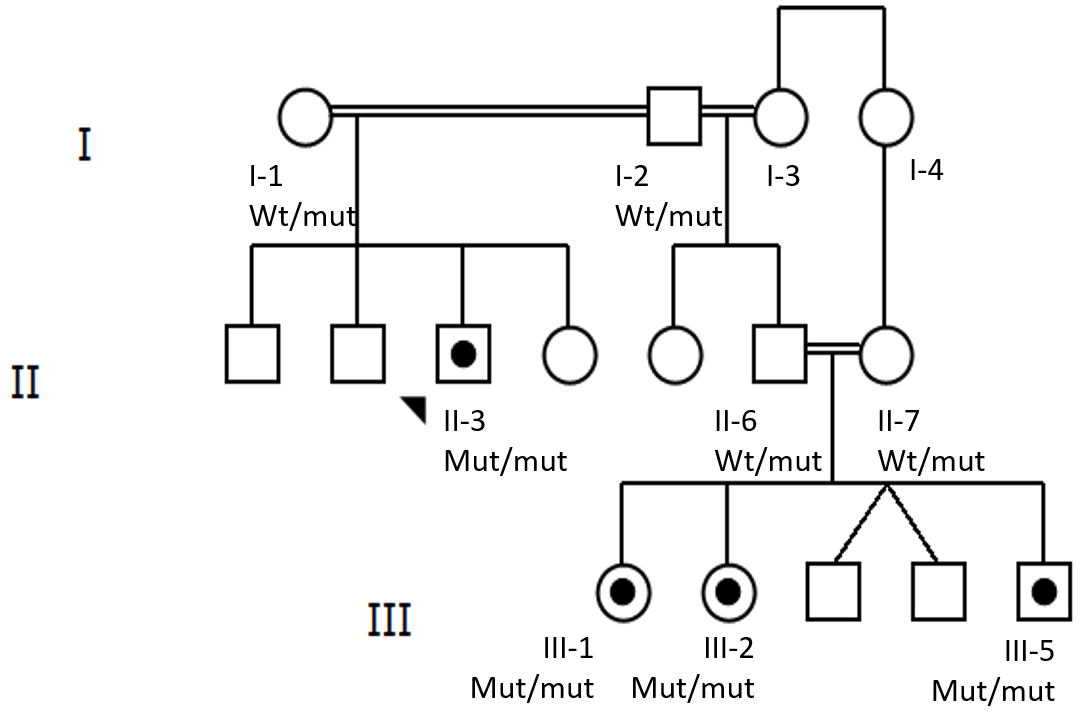 I
I-1
Wt/mut
I-2
Wt/mut
I-3
I-4
II
II-3
Mut/mut
II-6
Wt/mut
II-7
Wt/mut
III
III-1
Mut/mut
III-2
Mut/mut
III-5
Mut/mut